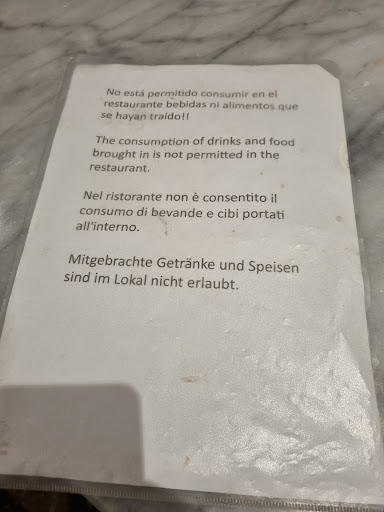 No está permitido consumir en el
restaurante bebidas ni alimentos que
se hayan traído!!
The consumption of drinks and food
brought in is not permitted in the
restaurant.
Nel ristorante non è consentito il
consumo di bevande e cibi portati
all'interno.
Mitgebrachte Getränke und Speisen
sind im Lokal nicht erlaubt.